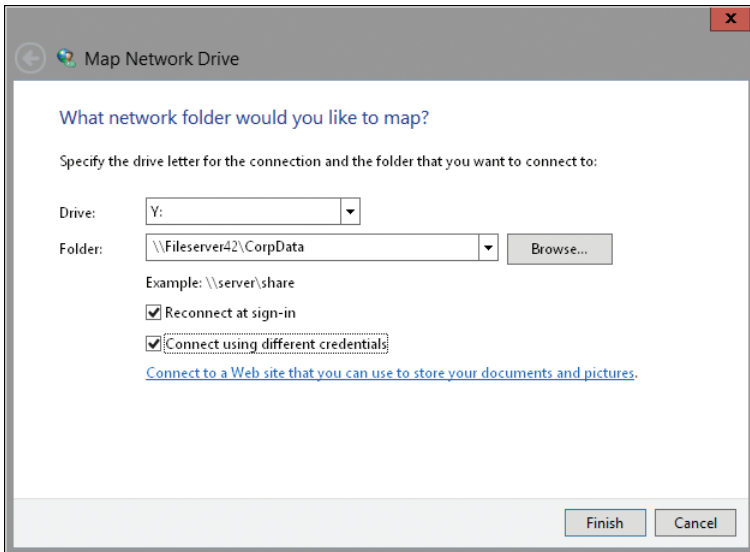 x
Map Network Drive
What network folder would you like to map?
Specify the drive letter for the connection and the folder that you want to connect to:
Drive: Y:
Folder: \\Fileserver42\CorpData Browse...
Example: \\server\share
Reconnect at sign-in
Connect using different credentials
Connect to a Web site that you can use to store your documents and pictures.
Finish Cancel